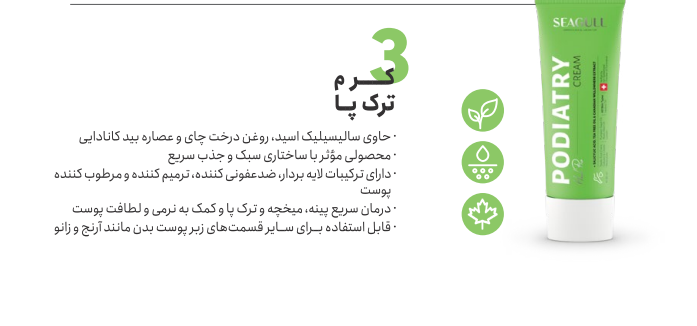 3
کرم
ترک پا
· حاوی سالیسیلیک اسید، روغن درخت چای و عصاره بید کانادایی
· محصولی مؤثر با ساختاری سبک و جذب سریع
· دارای ترکیبات لایه بردار، ضدعفونی کننده، ترمیم کننده و مرطوب کننده
پوست
· درمان سریع پینه، میخچه و ترک پا و کمک به نرمی و لطافت پوست
· قابل استفاده برای سایر قسمت‌های زبر پوست بدن مانند آرنج و زانو
SEAGULL
PODIATRY
CREAM